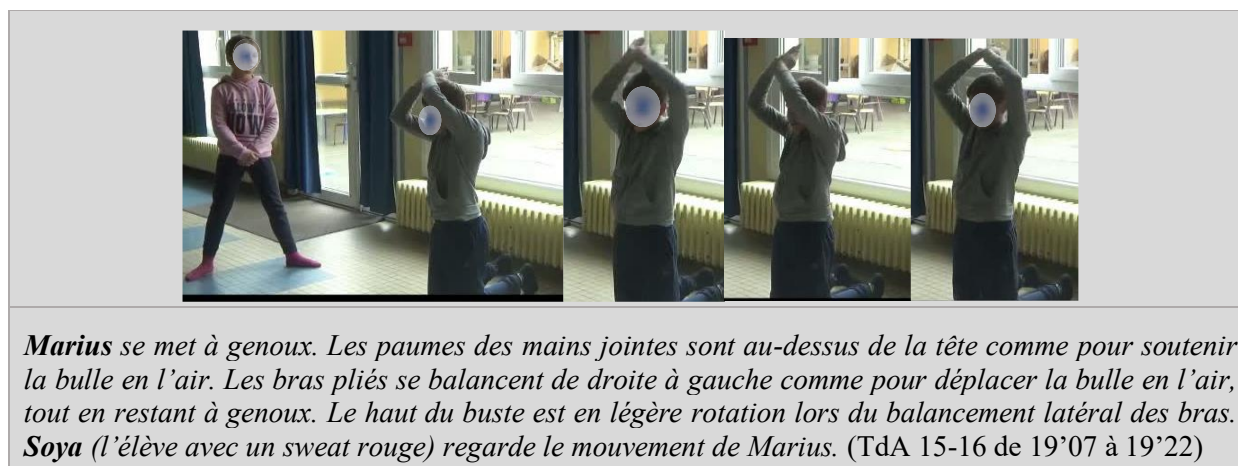 NOW
Marius se met à genoux. Les paumes des mains jointes sont au-dessus de la tête comme pour soutenir
la bulle en l’air. Les bras pliés se balancent de droite à gauche comme pour déplacer la bulle en l’air,
tout en restant à genoux. Le haut du buste est en légère rotation lors du balancement latéral des bras.
Soya (l’élève avec un sweat rouge) regarde le mouvement de Marius. (TdA 15-16 de 19’07 à 19’22)